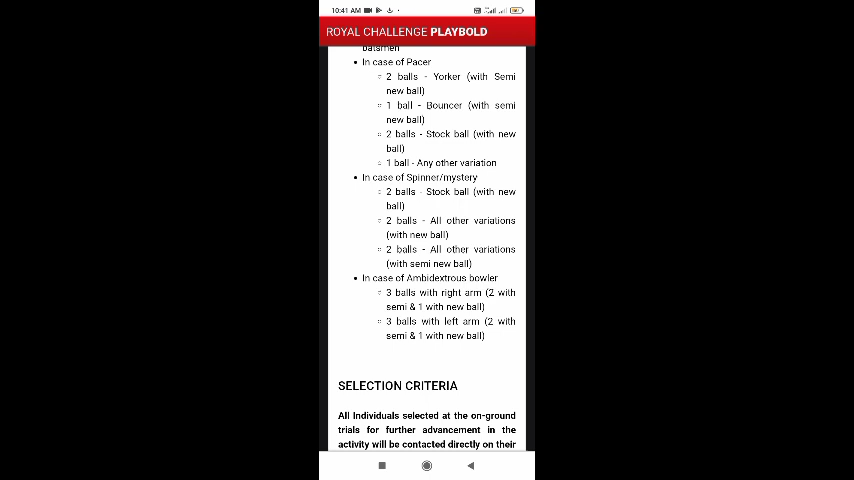 10:41 AM
ROYAL CHALLENGE PLAYBOLD
batsmen
• In case of Pacer
○ 2 balls - Yorker (with Semi
new ball)
○ 1 ball - Bouncer (with semi
new ball)
○ 2 balls - Stock ball (with new
ball)
○ 1 ball - Any other variation
• In case of Spinner/mystery
○ 2 balls - Stock ball (with new
ball)
○ 2 balls - All other variations
(with new ball)
○ 2 balls - All other variations
(with semi new ball)
• In case of Ambidextrous bowler
○ 3 balls with right arm (2 with
semi & 1 with new ball)
○ 3 balls with left arm (2 with
semi & 1 with new ball)
SELECTION CRITERIA
All Individuals selected at the on-ground
trials for further advancement in the
activity will be contacted directly on their